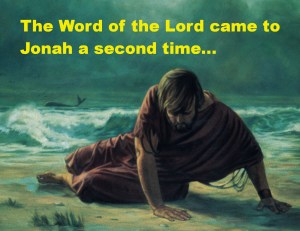 The Word of the Lord came to
Jonah a second time...